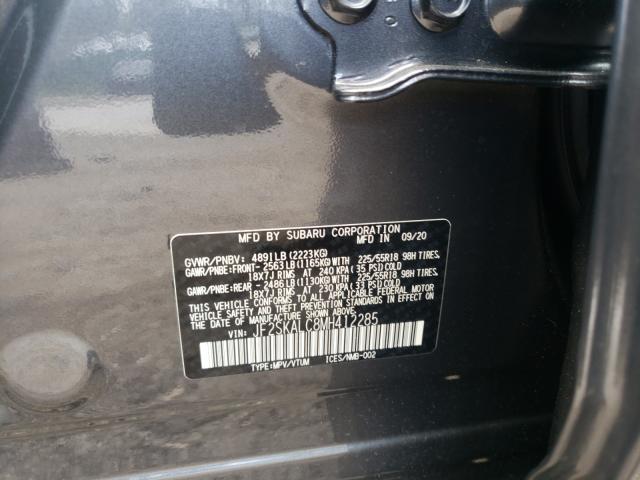 MFD BY SUBARU CORPORATION
MFD IN 09/20
GVWR/PNBV: 4891LB(2223KG)
GAWR/PNBE:FRONT- 2563LB(1165KG)WITH 225/55R18 98H TIRES,
18X7J RIMS AT 240 KPA(35 PSI)COLD
GAWR/PNBE:REAR - 2486LB(1130KG)WITH 225/55R18 98H TIRES,
18X7J RIMS AT 230 KPA(33 PSI)COLD
THIS VEHICLE CONFORMS TO ALL APPLICABLE FEDERAL MOTOR
VEHICLE SAFETY, BUMPER, AND THEFT PREVENTION STANDARDS
IN EFFECT ON THE DATE OF MANUFACTURE SHOWN ABOVE.
VIN: JF2SKALC8MH412285
TYPE:MPV/VTUM ICES/NMB-002